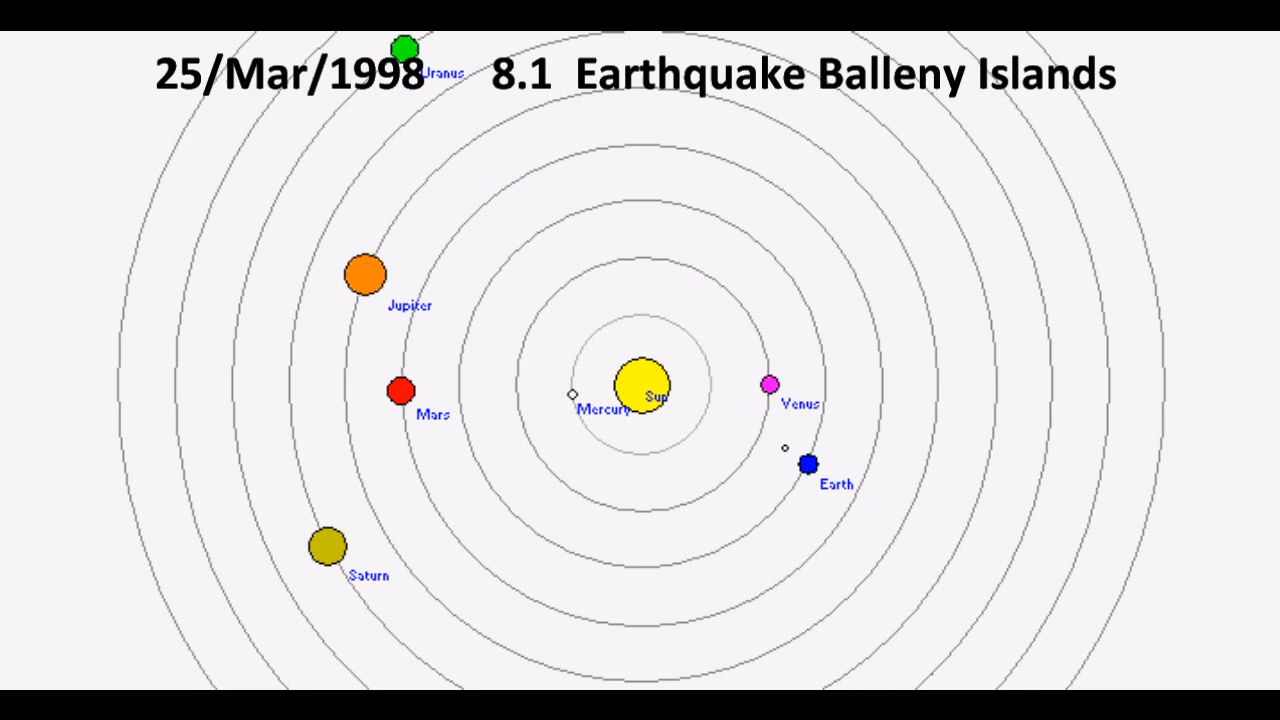 25/Mar/1998 8.1 Earthquake Balleny Islands
Uranus
Jupiter
Sun
Mercury
Venus
Mars
Earth
Saturn